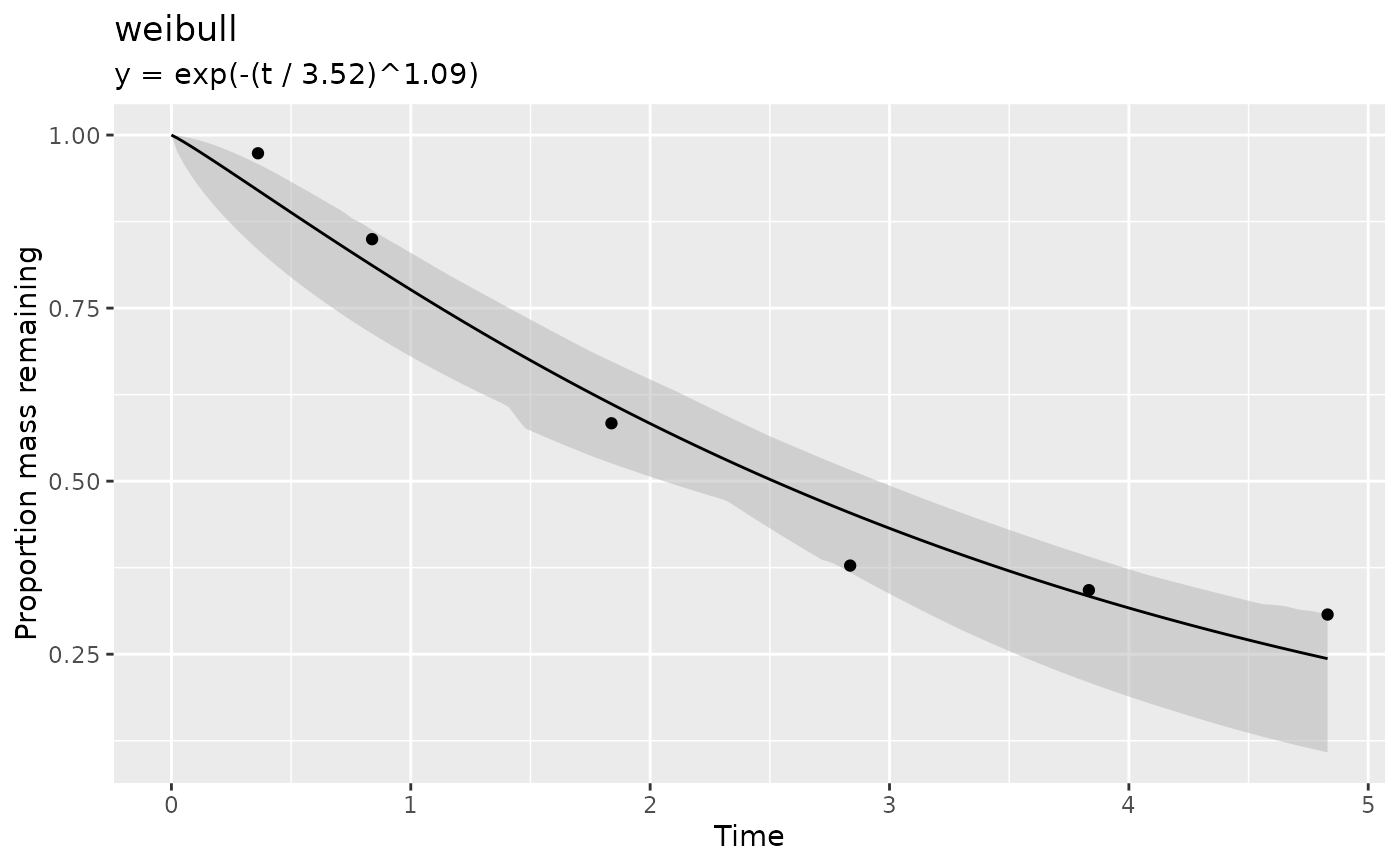 weibull
y = exp(-(t / 3.52)^1.09)
Proportion mass remaining
1.00
0.75
0.50
0.25
0 1 2 3 4 5
Time